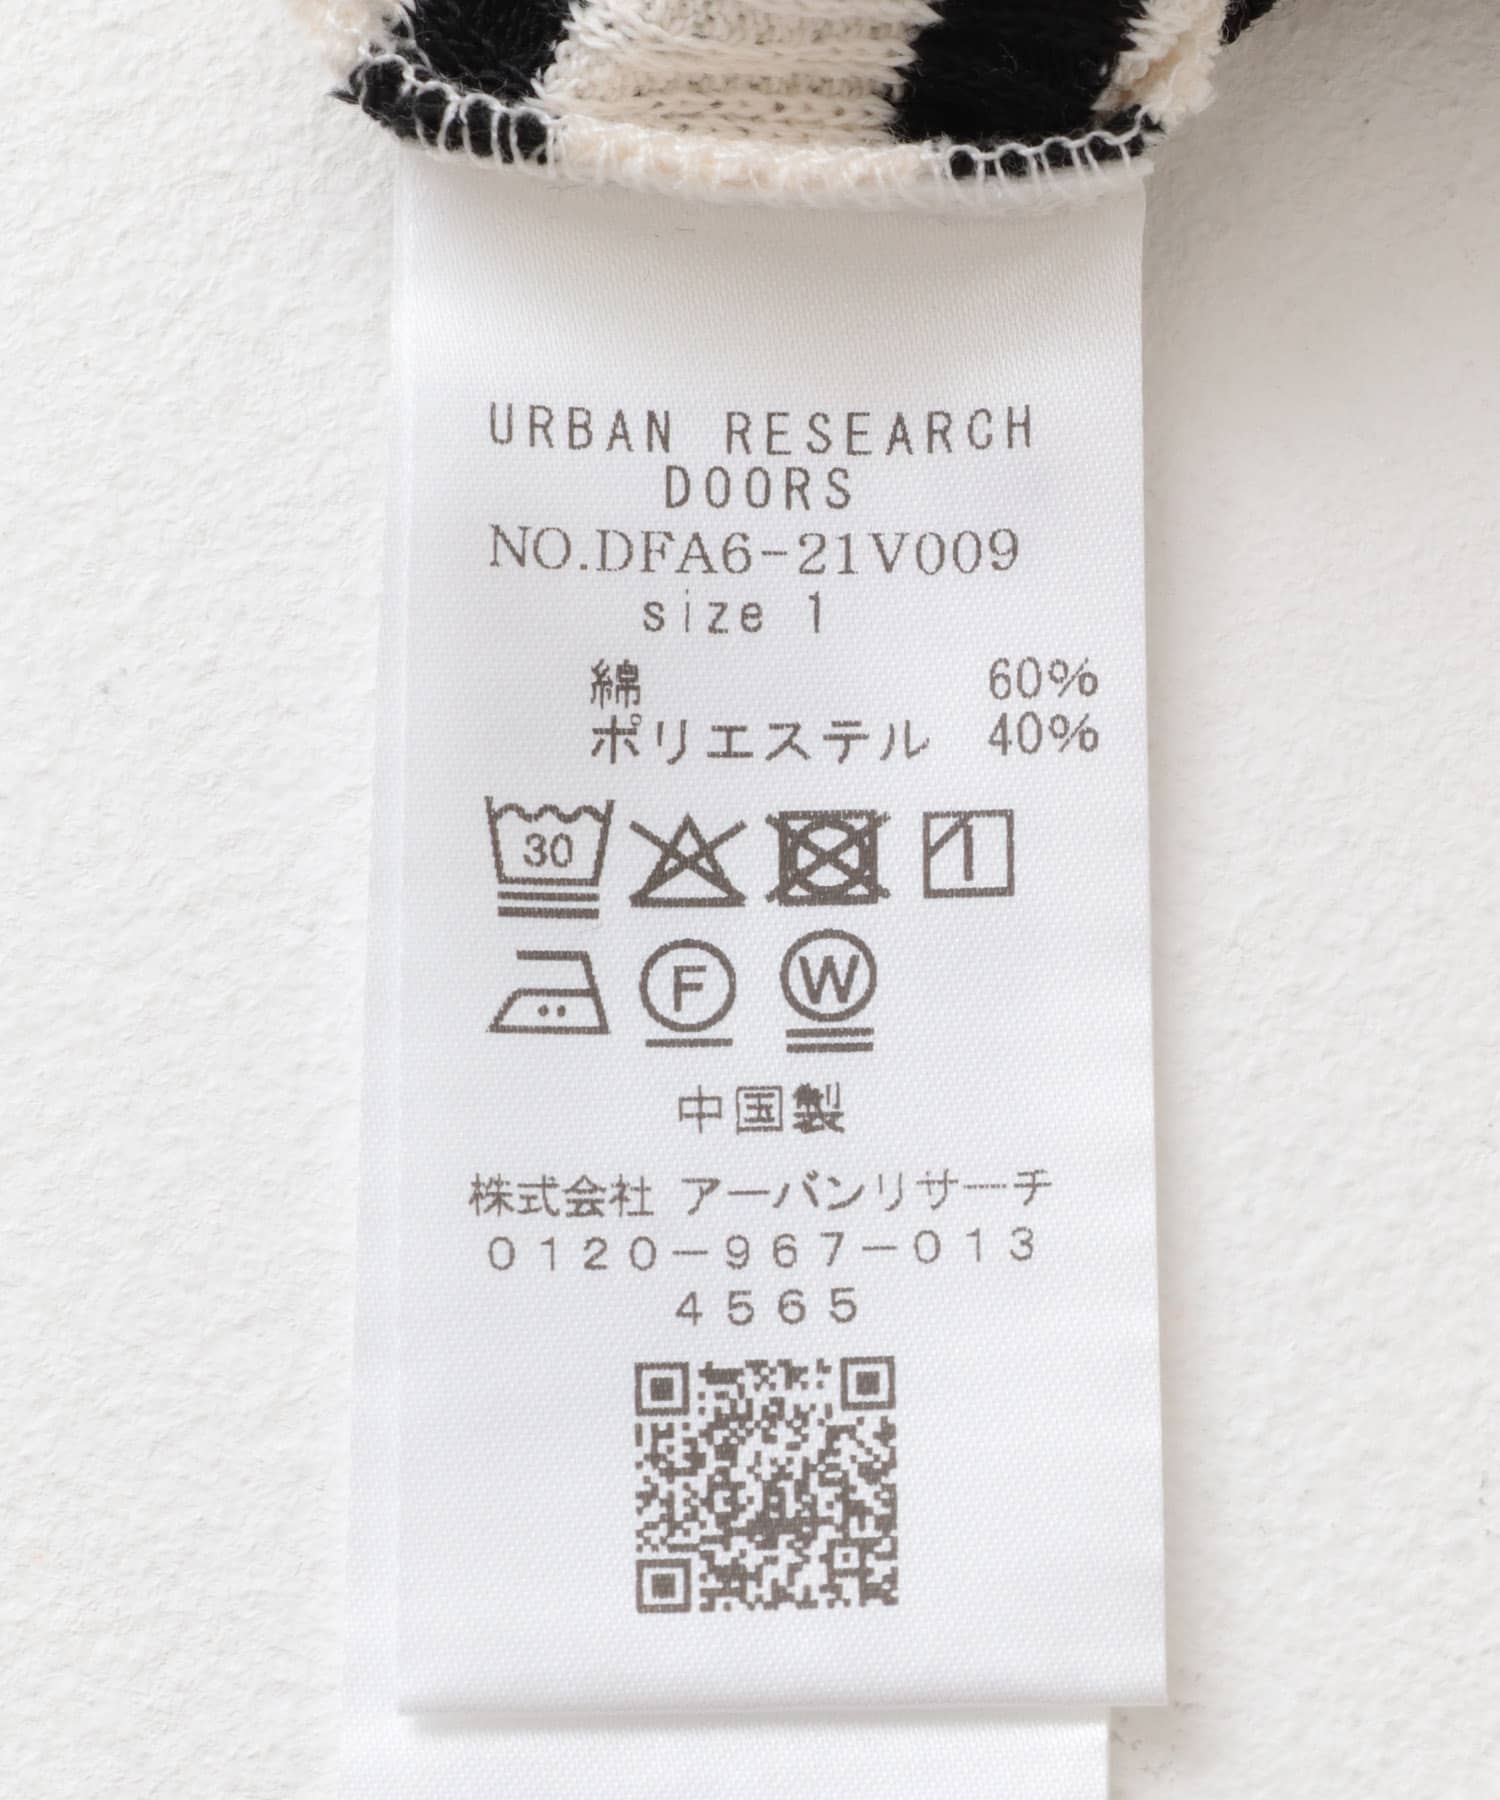 URBAN RESEARCH
DOORS
NO.DFA6-21V009
size 1
綿 60%
ポリエステル 40%
30
F W
中国製
株式会社 アーバンリサーチ
0120-967-013
4565